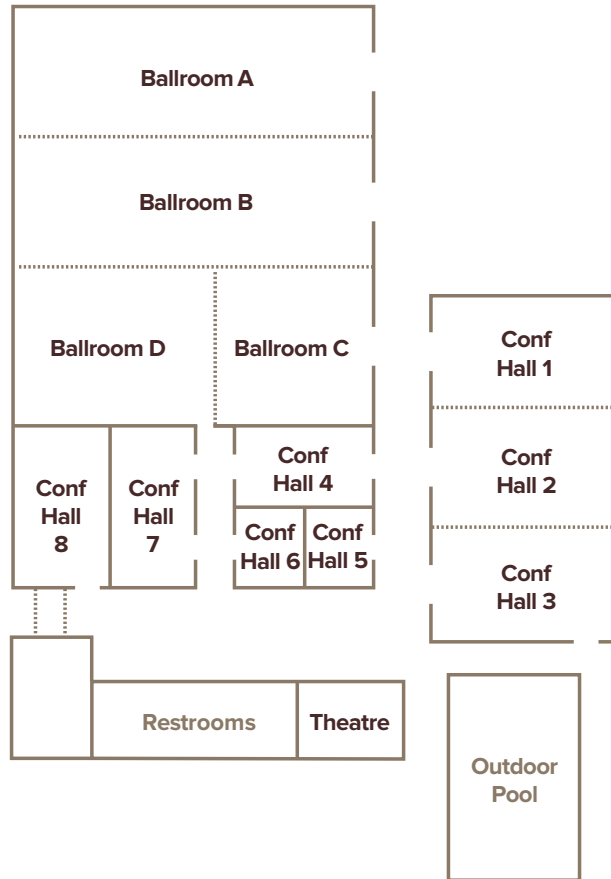 Ballroom A
Ballroom B
Ballroom D
Ballroom C
Conf
Hall 1
Conf
Hall 2
Conf
Hall 3
Conf
Hall 4
Conf
Hall
8
Conf
Hall
7
Conf
Hall 6
Conf
Hall 5
Restrooms
Theatre
Outdoor
Pool